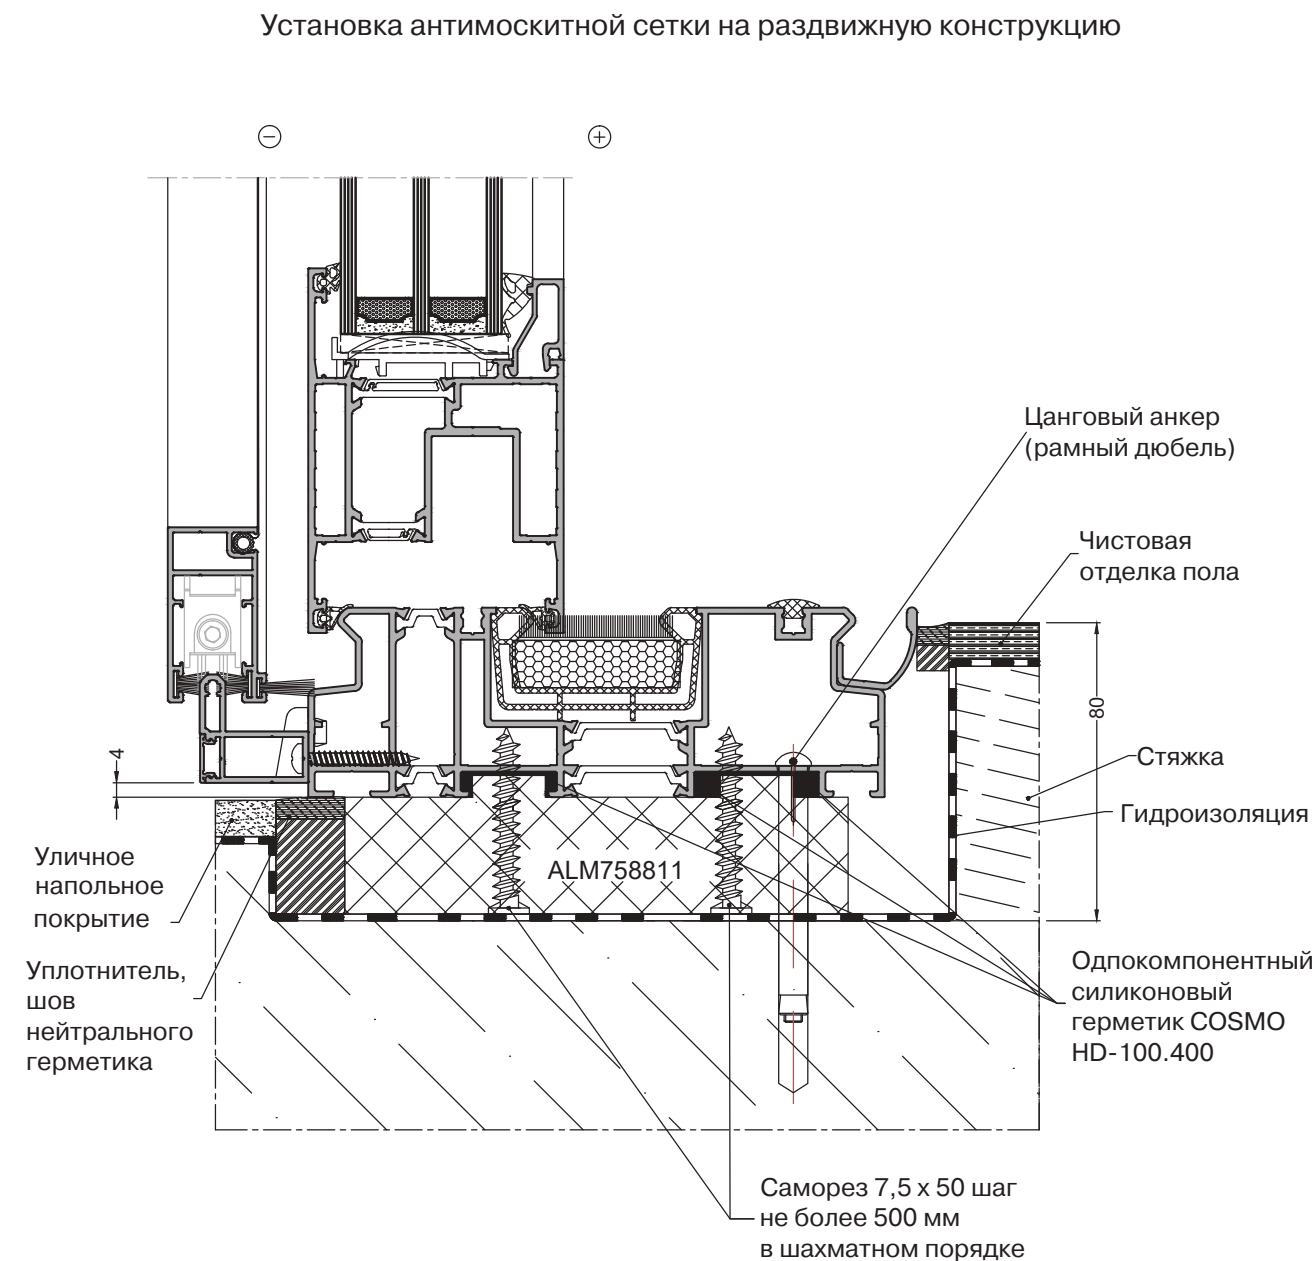 Установка антимоскитной сетки на раздвижную конструкцию
Цанговый анкер
(рамный дюбель)
Чистовая
отделка пола
80
4
Стяжка
Гидроизоляция
ALM758811
Уличное
напольное
покрытие
Уплотнитель,
шов
нейтрального
герметика
Одпокомпонентный
силиконовый
герметик COSMO
HD-100.400
Саморез 7,5 x 50 шаг
не более 500 мм
в шахматном порядке